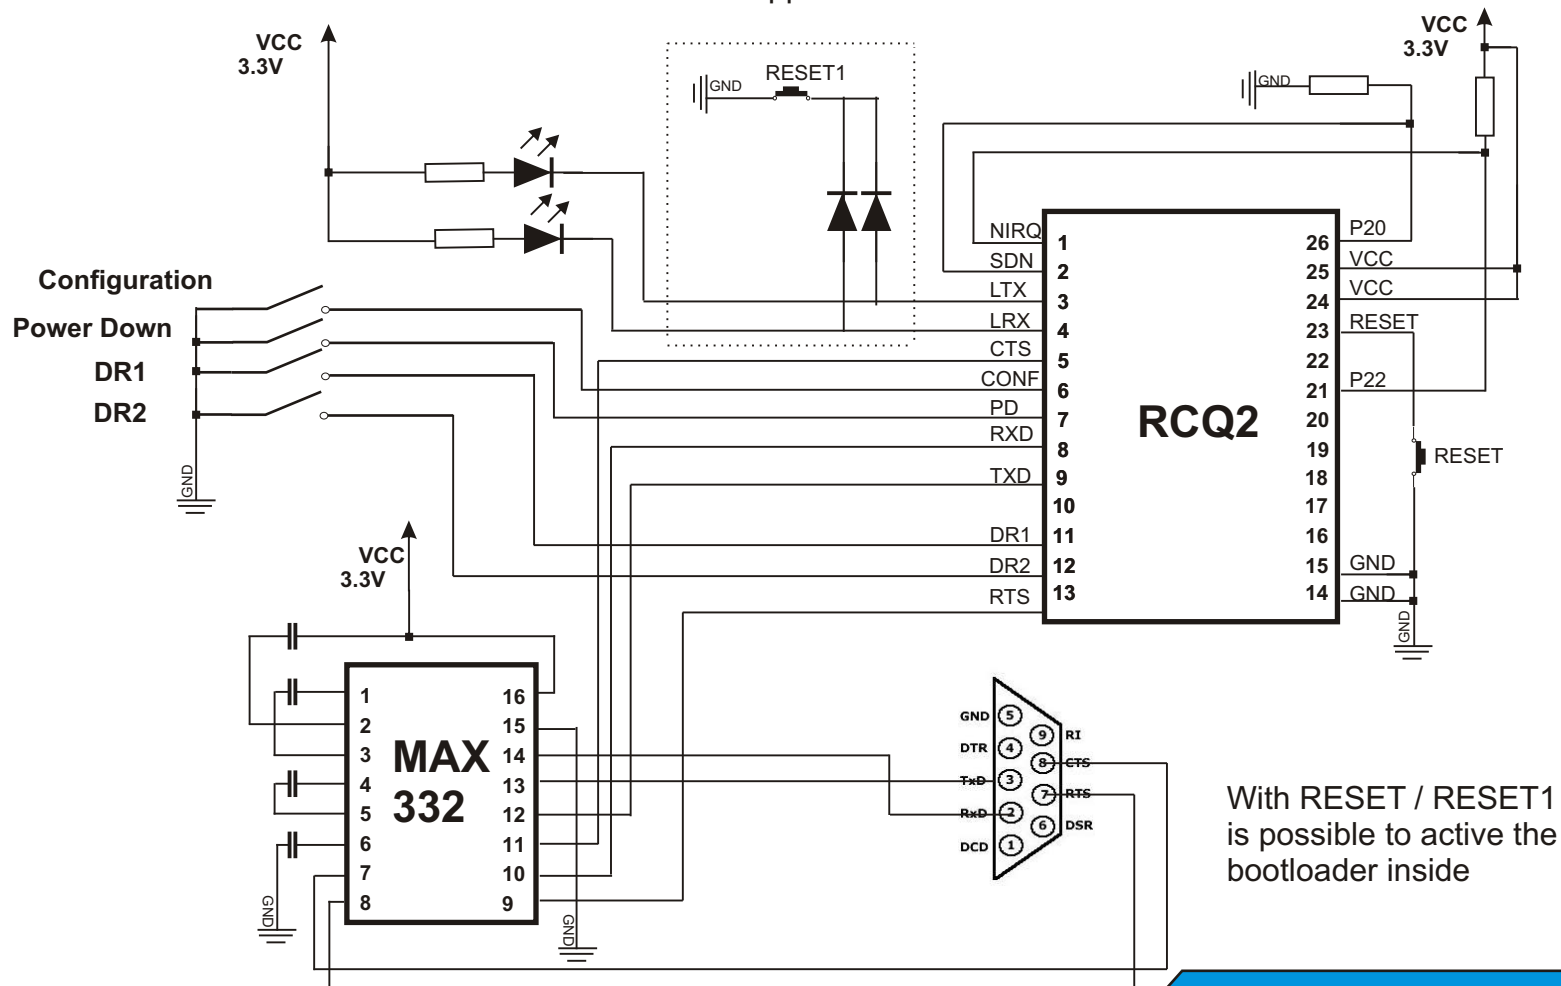 VCC
3.3V
GND
RESET1
GND
VCC
3.3V
Configuration
Power Down
DR1
DR2
GND
NIRQ
SDN
LTX
LRX
CTS
CONF
PD
RXD
TXD
DR1
DR2
RTS
1
2
3
4
5
6
7
8
9
10
11
12
13
RCQ2
26
25
24
23
22
21
20
19
18
17
16
15
14
P20
VCC
VCC
RESET
P22
GND
GND
RESET
GND
VCC
3.3V
1
2
3
4
5
6
7
8
MAX
332
16
15
14
13
12
11
10
9
GND
GND
GND 5
DTR 4
TxD 3
RxD 2
DCD 1
9 RI
8 CTS
7 RTS
6 DSR
With RESET / RESET1
is possible to active the
bootloader inside